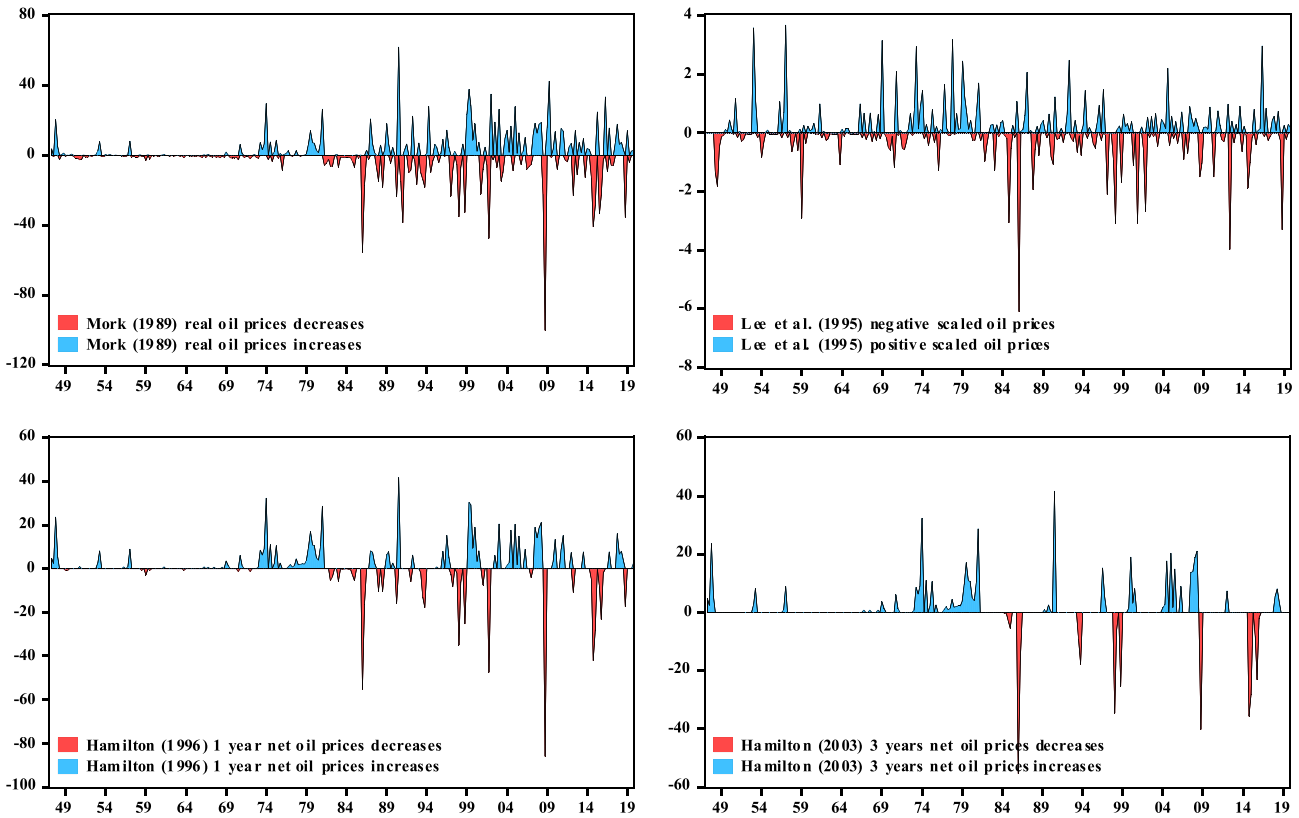 80
40
0
-40
-80
-120
Mork (1989) real oil prices decreases
Mork (1989) real oil prices increases
49 54 59 64 69 74 79 84 89 94 99 04 09 14 19
4
2
0
-2
-4
-6
-8
Lee et al. (1995) negative scaled oil prices
Lee et al. (1995) positive scaled oil prices
49 54 59 64 69 74 79 84 89 94 99 04 09 14 19
60
40
20
0
-20
-40
-60
-80
-100
Hamilton (1996) 1 year net oil prices decreases
Hamilton (1996) 1 year net oil prices increases
49 54 59 64 69 74 79 84 89 94 99 04 09 14 19
60
40
20
0
-20
-40
-60
Hamilton (2003) 3 years net oil prices decreases
Hamilton (2003) 3 years net oil prices increases
49 54 59 64 69 74 79 84 89 94 99 04 09 14 19